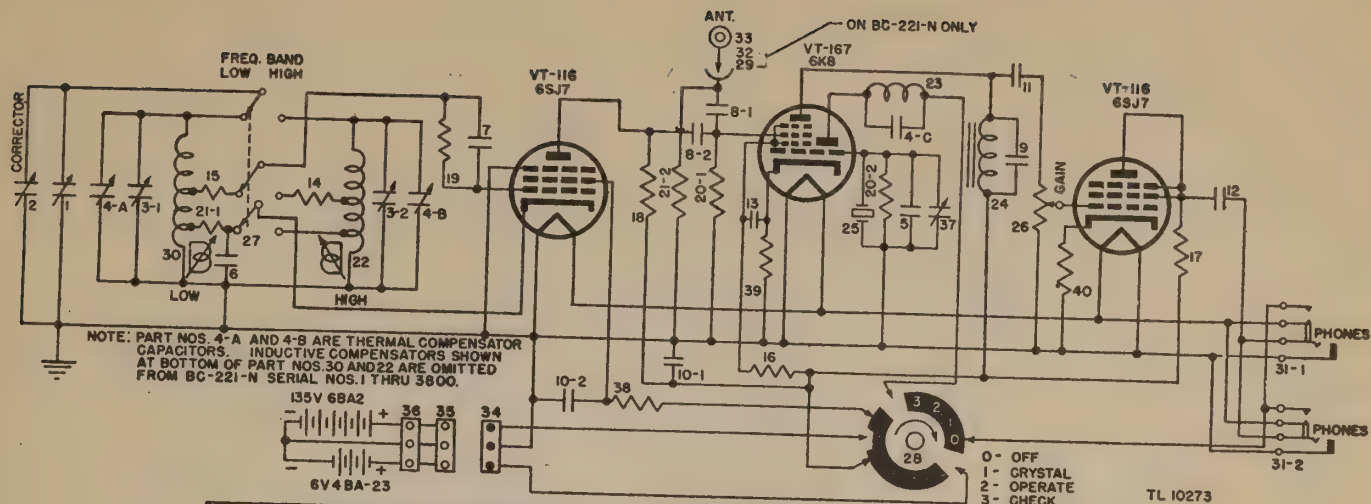 ANT.
33
32
29
ON BC-221-N ONLY
FREQ. BAND
LOW HIGH
VT-116
6SJ7
VT-167
6K8
23
11
VT-116
6SJ7
CORRECTOR
2
1
4-A
3-1
15
21-1
27
30
6
LOW
14
3-2
4-B
22
HIGH
19
7
8-1
8-2
18
21-2
20-1
4-C
13
39
25
20-2
5
37
9
24
GAIN
26
12
17
40
16
10-1
NOTE: PART NOS. 4-A AND 4-B ARE THERMAL COMPENSATOR
CAPACITORS. INDUCTIVE COMPENSATORS SHOWN
AT BOTTOM OF PART NOS. 30 AND 22 ARE OMITTED
FROM BC-221-N SERIAL NOS. 1 THRU 3800.
PHONES
31-1
PHONES
31-2
135V 6BA2
- +
36
35
34
- +
6V 4BA-23
10-2
38
3
2
1
0
28
0 - OFF
1 - CRYSTAL
2 - OPERATE
3 - CHECK
TL 10273